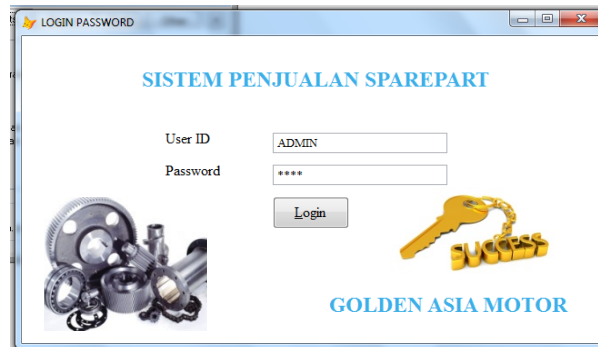 LOGIN PASSWORD
SISTEM PENJUALAN SPAREPART
User ID
ADMIN
Password
****
Login
SUCCESS
GOLDEN ASIA MOTOR